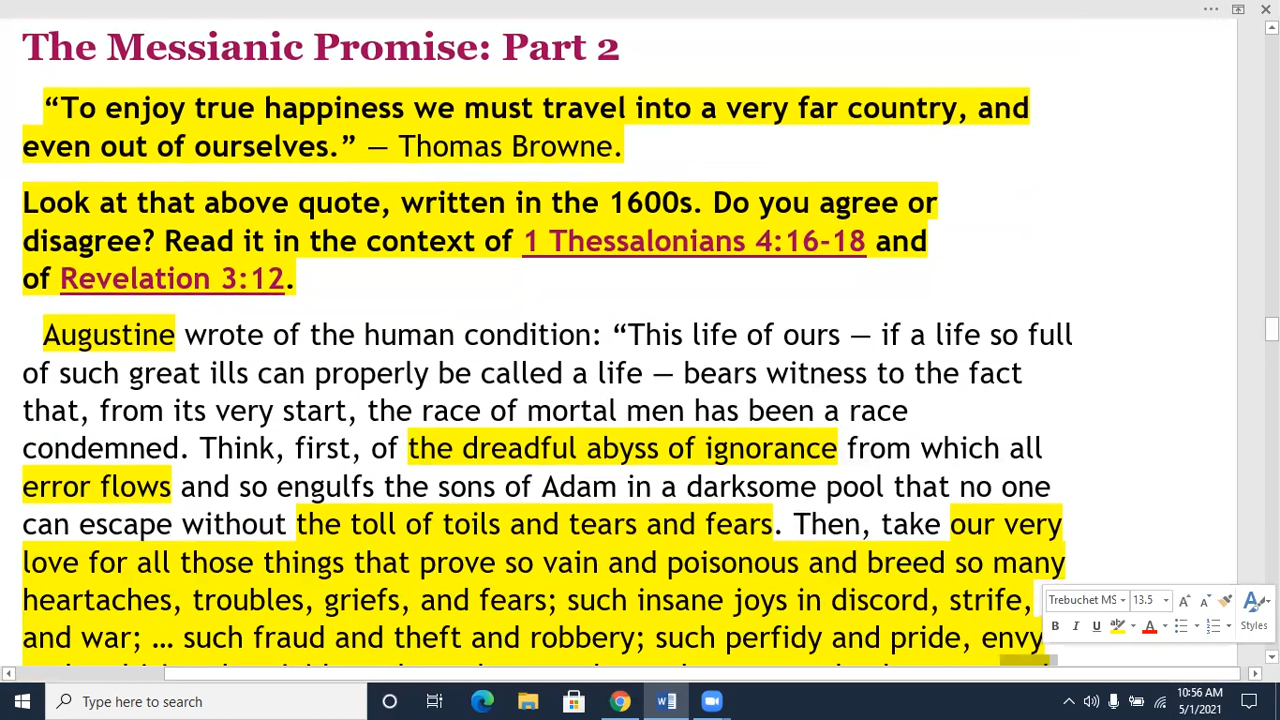 The Messianic Promise: Part 2
“To enjoy true happiness we must travel into a very far country, and
even out of ourselves.” — Thomas Browne.
Look at that above quote, written in the 1600s. Do you agree or
disagree? Read it in the context of 1 Thessalonians 4:16-18 and
of Revelation 3:12.
Augustine wrote of the human condition: “This life of ours — if a life so full
of such great ills can properly be called a life — bears witness to the fact
that, from its very start, the race of mortal men has been a race
condemned. Think, first, of the dreadful abyss of ignorance from which all
error flows and so engulfs the sons of Adam in a darksome pool that no one
can escape without the toll of toils and tears and fears. Then, take our very
love for all those things that prove so vain and poisonous and breed so many
heartaches, troubles, griefs, and fears; such insane joys in discord, strife,
and war; … such fraud and theft and robbery; such perfidy and pride, envy
Trebuchet MS 13.5
B I U A Styles
Type here to search
10:56 AM
5/1/2021